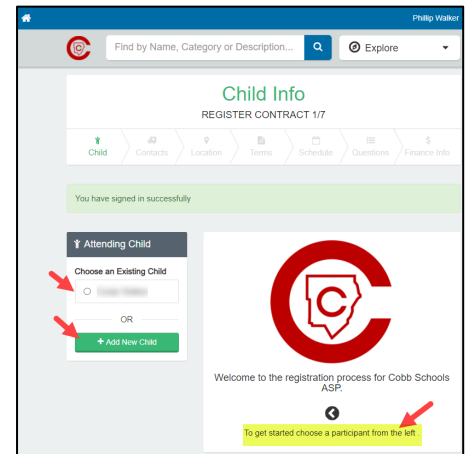 Phillip Walker
C
Find by Name, Category or Description...
Explore
Child Info
REGISTER CONTRACT 1/7
Child
Contacts
Location
Terms
Schedule
Questions
Finance Info
You have signed in successfully
Attending Child
Choose an Existing Child
OR
+ Add New Child
C
Welcome to the registration process for Cobb Schools
ASP.
To get started choose a participant from the left .